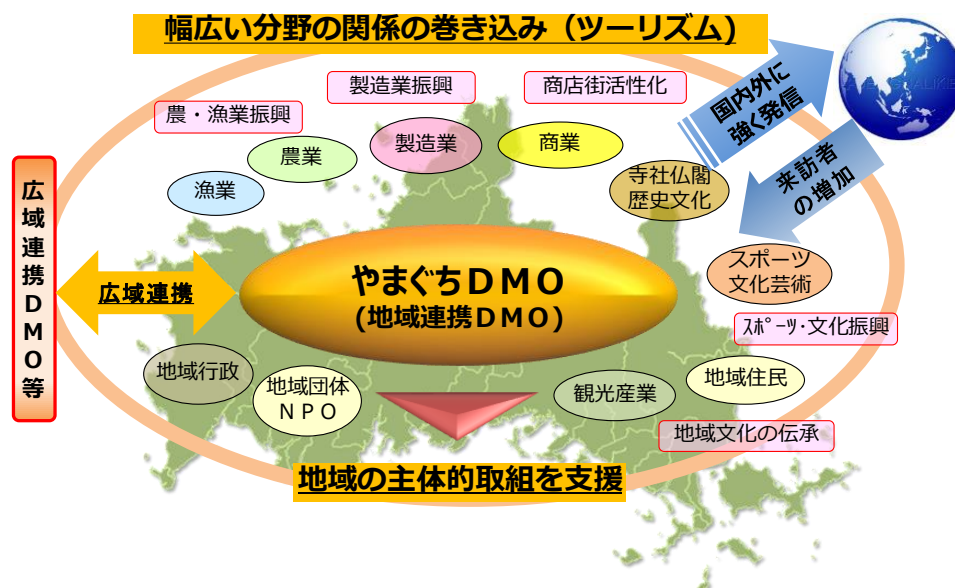 幅広い分野の関係の巻き込み（ツーリズム)
製造業振興
商店街活性化
農・漁業振興
製造業
商業
農業
漁業
寺社仏閣
歴史文化
国内外に
強く発信
来訪者
の増加
スポーツ
文化芸術
ｽﾎﾟｰﾂ・文化振興
広域連携ＤＭＯ等
広域連携
やまぐちＤＭＯ
(地域連携ＤＭＯ)
地域行政
地域団体
ＮＰＯ
観光産業
地域住民
地域文化の伝承
地域の主体的取組を支援